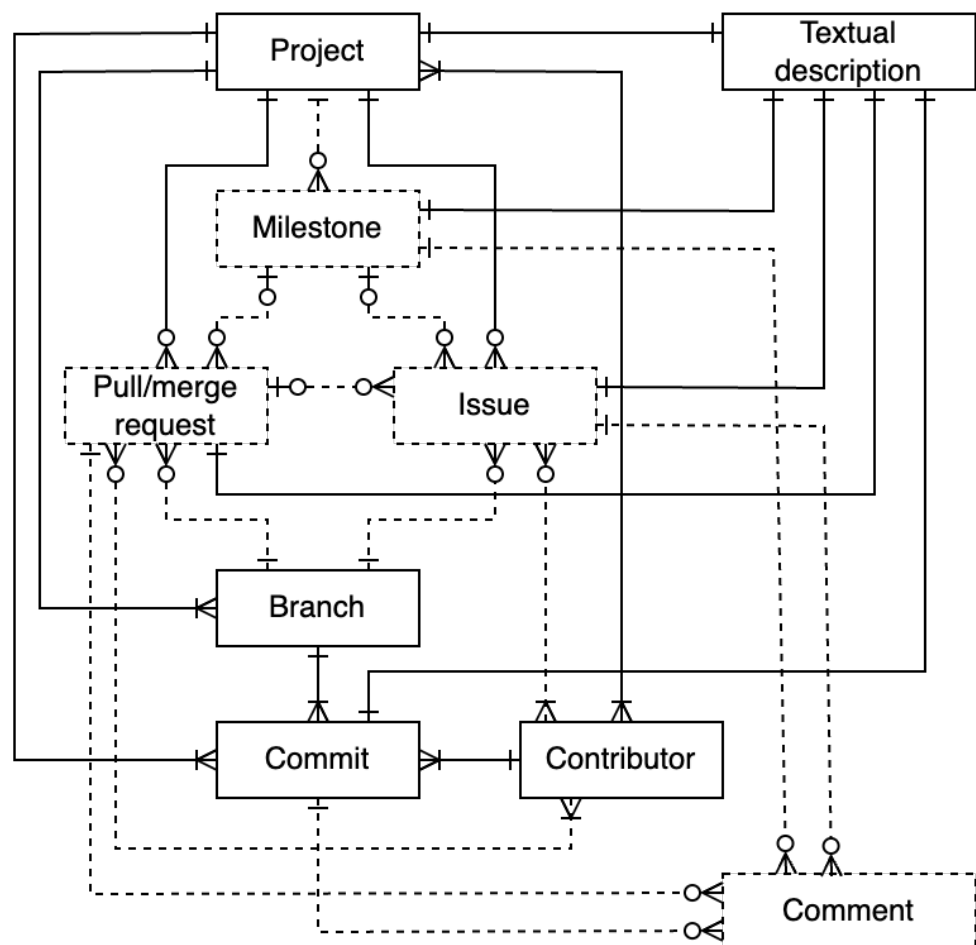 Project
Textual
description
Milestone
Pull/merge
request
Issue
Branch
Commit
Contributor
Comment